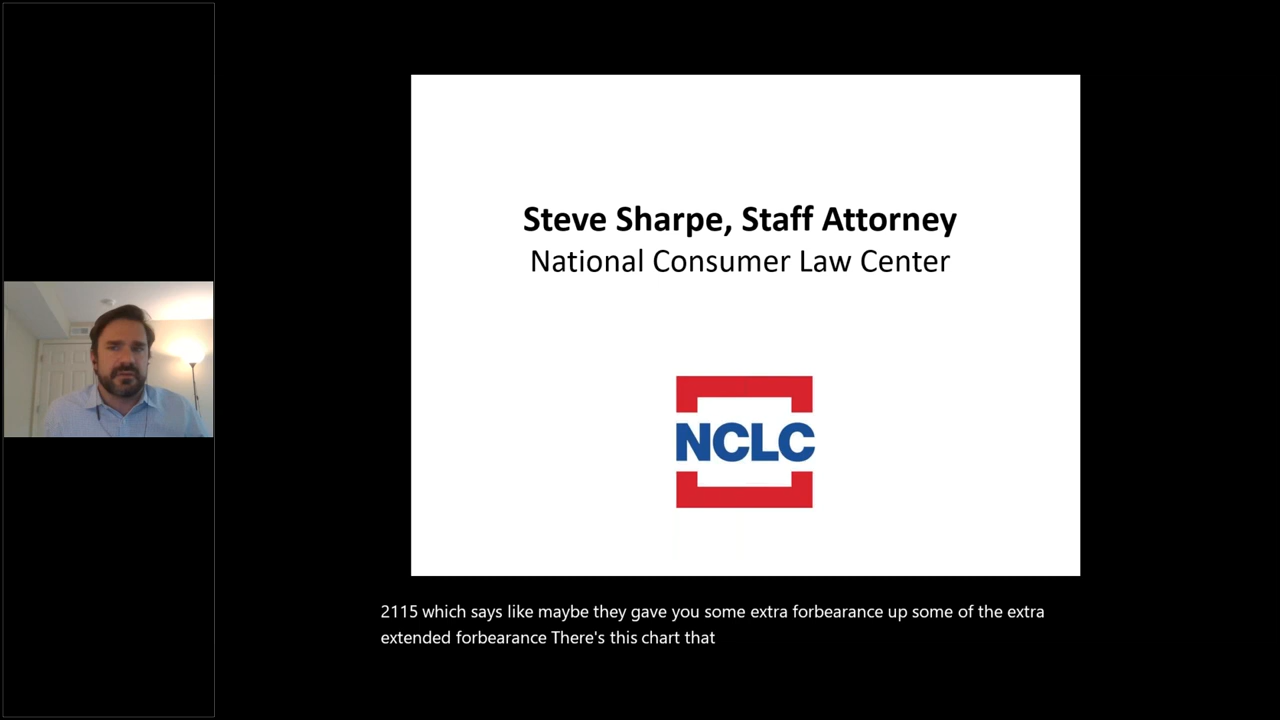 Steve Sharpe, Staff Attorney
National Consumer Law Center
NCLC
2115 which says like maybe they gave you some extra forbearance up some of the extra
extended forbearance There's this chart that